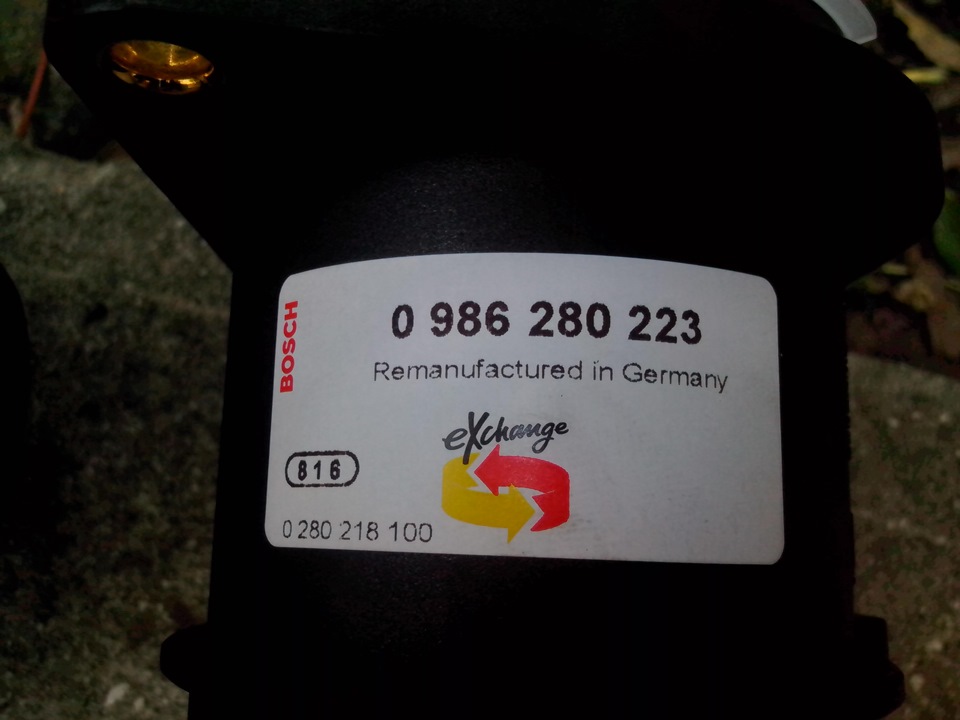 BOSCH
0 986 280 223
Remanufactured in Germany
eXchange
816
0 280 218 100